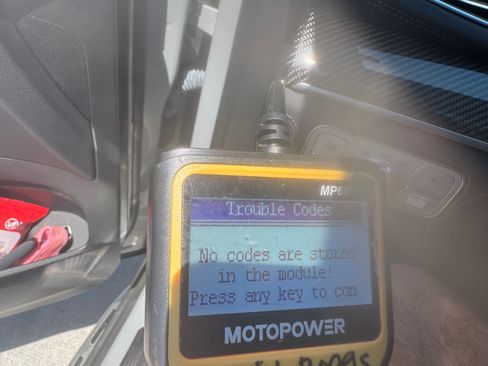 MP69
Trouble Codes
No codes are stored
in the module!
Press any key to con
MOTOPOWER